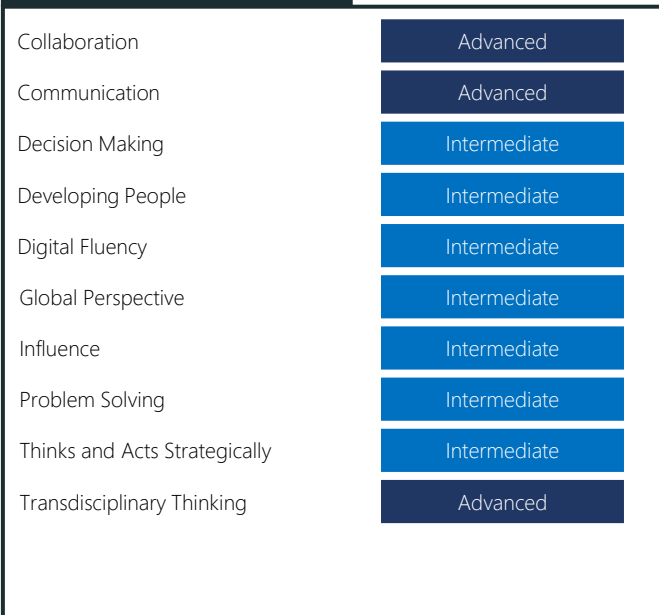 Collaboration Advanced
Communication Advanced
Decision Making Intermediate
Developing People Intermediate
Digital Fluency Intermediate
Global Perspective Intermediate
Influence Intermediate
Problem Solving Intermediate
Thinks and Acts Strategically Intermediate
Transdisciplinary Thinking Advanced